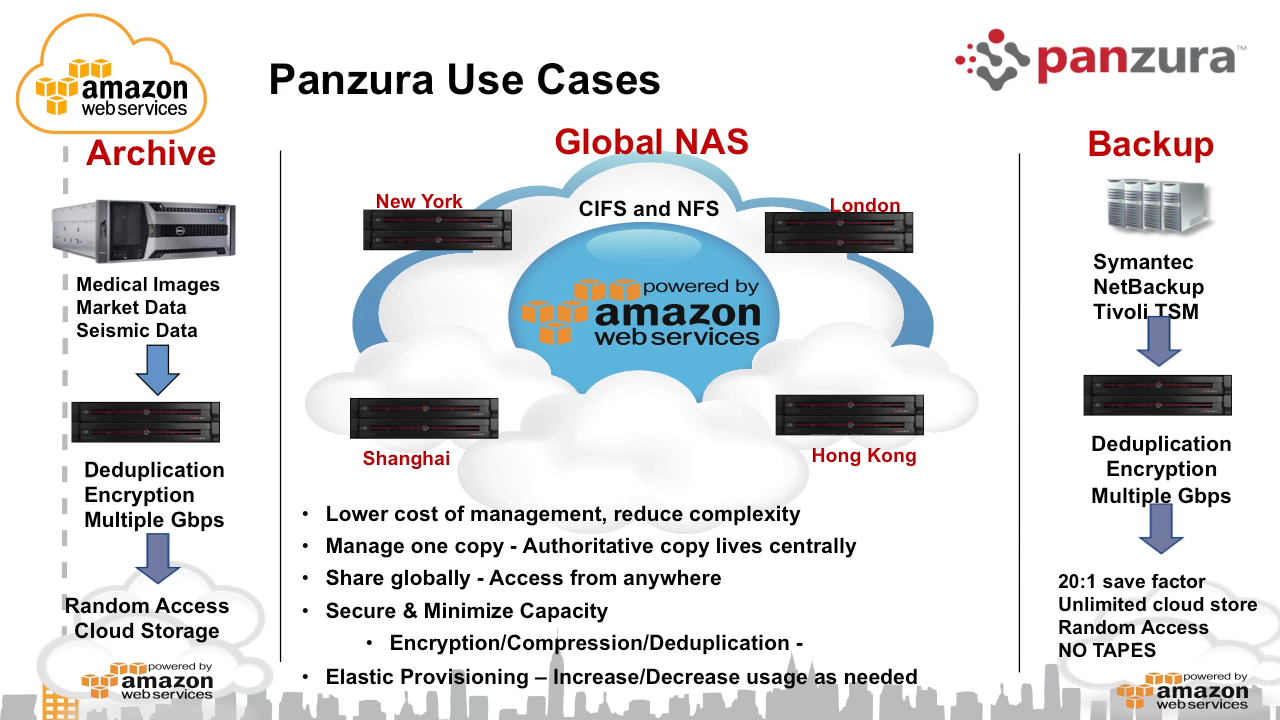 amazon
web services
Panzura Use Cases
panzura™
Archive
Medical Images
Market Data
Seismic Data
Deduplication
Encryption
Multiple Gbps
Random Access
Cloud Storage
powered by
amazon
web services
Global NAS
New York
CIFS and NFS
London
powered by
amazon
web services
Shanghai
Hong Kong
• Lower cost of management, reduce complexity
• Manage one copy - Authoritative copy lives centrally
• Share globally - Access from anywhere
• Secure & Minimize Capacity
• Encryption/Compression/Deduplication -
• Elastic Provisioning – Increase/Decrease usage as needed
Backup
Symantec
NetBackup
Tivoli TSM
Deduplication
Encryption
Multiple Gbps
20:1 save factor
Unlimited cloud store
Random Access
NO TAPES
powered by
amazon
web services